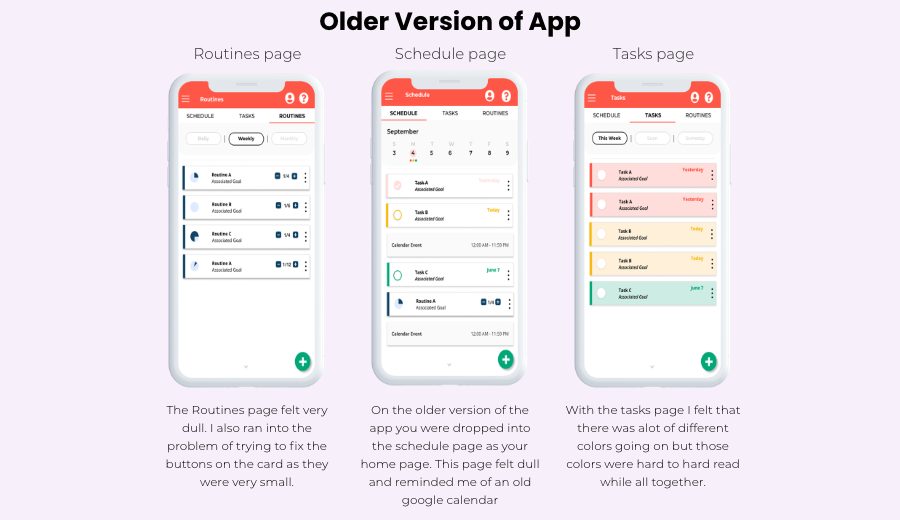 Older Version of App
Routines page
Schedule page
Tasks page
Routines
SCHEDULE TASKS ROUTINES
Daily Weekly Monthly
Routine A
Associated Goal
1/4
Routine B
Associated Goal
1/6
Routine C
Associated Goal
1/4
Routine A
Associated Goal
1/12
Schedule
SCHEDULE TASKS ROUTINES
September
S M T W T F S
3 4 5 6 7 8 9
Task A
Associated Goal
Yesterday
Task B
Associated Goal
Today
Calendar Event 12:00 AM - 11:59 PM
Task C
Associated Goal
June 7
Routine A
Associated Goal
1/4
Calendar Event 12:00 AM - 11:59 PM
Tasks
SCHEDULE TASKS ROUTINES
This Week Soon Someday
Task A
Associated Goal
Yesterday
Task A
Associated Goal
Yesterday
Task B
Associated Goal
Today
Task B
Associated Goal
Today
Task C
Associated Goal
June 7
The Routines page felt very
dull. I also ran into the
problem of trying to fix the
buttons on the card as they
were very small.
On the older version of the
app you were dropped into
the schedule page as your
home page. This page felt dull
and reminded me of an old
google calendar
With the tasks page I felt that
there was alot of different
colors going on but those
colors were hard to hard read
while all together.